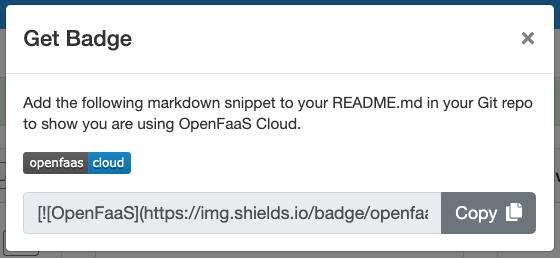 Get Badge ×
Add the following markdown snippet to your README.md in your Git repo
to show you are using OpenFaaS Cloud.
openfaas cloud
[![OpenFaaS](https://img.shields.io/badge/openfaa Copy